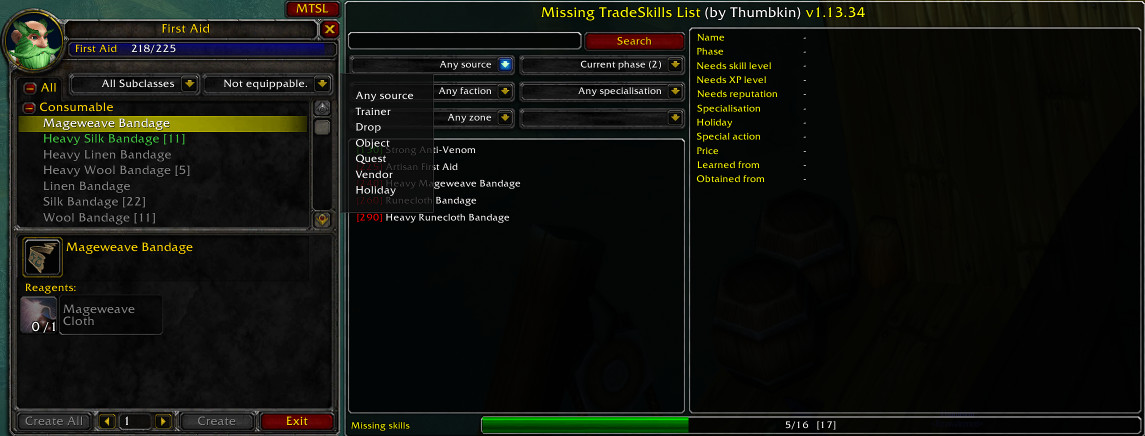 MTSL
First Aid
First Aid 218/225
All Subclasses
Not equippable.
All
Consumable
Mageweave Bandage
Heavy Silk Bandage [11]
Heavy Linen Bandage
Heavy Wool Bandage [5]
Linen Bandage
Silk Bandage [22]
Wool Bandage [11]
Mageweave Bandage
Reagents:
0/1
Mageweave
Cloth
Create All
1
Create
Exit
Missing TradeSkills List (by Thumbkin) v1.13.34
Search
Any source
Current phase (2)
Any faction
Any specialisation
Any zone
Any source
Trainer
Drop
Object
Quest
Vendor
Holiday
Strong Anti-Venom
Artisan First Aid
Heavy Mageweave Bandage
[260] Runecloth Bandage
[290] Heavy Runecloth Bandage
Name -
Phase -
Needs skill level -
Needs XP level -
Needs reputation -
Specialisation -
Holiday -
Special action -
Price -
Learned from -
Obtained from -
Missing skills
5/16 [17]